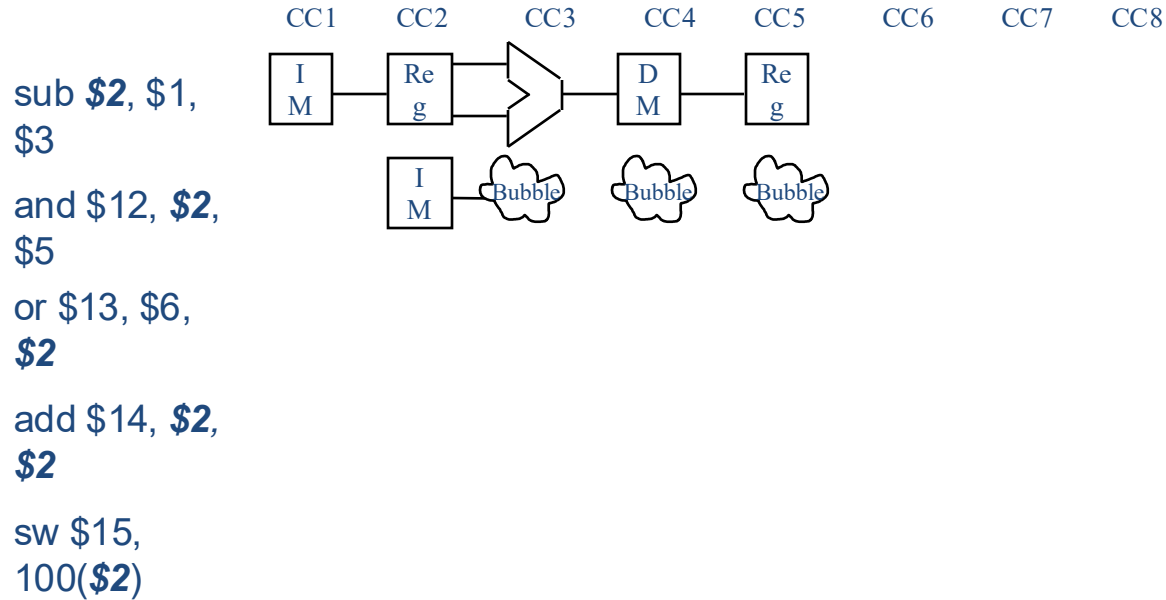 CC1 CC2 CC3 CC4 CC5 CC6 CC7 CC8
I
M
Re
g
D
M
Re
g
sub $2, $1,
$3
I
M
Bubble
Bubble
Bubble
and $12, $2,
$5
or $13, $6,
$2
add $14, $2,
$2
sw $15,
100($2)